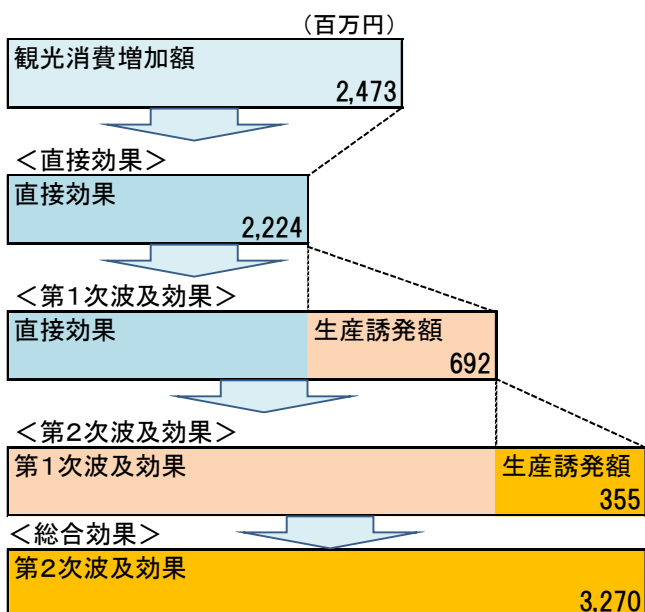 (百万円)
観光消費増加額
2,473
<直接効果>
直接効果
2,224
<第1次波及効果>
直接効果 生産誘発額
692
<第2次波及効果>
第1次波及効果 生産誘発額
355
<総合効果>
第2次波及効果
3,270